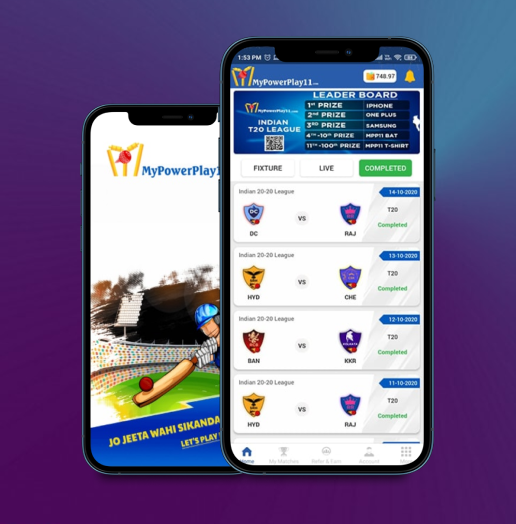 MyPowerPlay1
JO JEETA WAHI SIKANDA
LET'S PLAY
1:53 PM
MyPowerPlay11
748.97
LEADER BOARD
MyPowerPlay11.com
INDIAN
T20 LEAGUE
1ST PRIZE IPHONE
2nd PRIZE ONE PLUS
3RD PRIZE SAMSUNG
4TH-10th PRIZE MPP11 BAT
11TH-100th PRIZE MPP11 T-SHIRT
FIXTURE LIVE COMPLETED
Indian 20-20 League 14-10-2020
DC VS RAJ
T20
Completed
Indian 20-20 League 13-10-2020
HYD VS CHE
T20
Completed
Indian 20-20 League 12-10-2020
BAN VS KKR
T20
Completed
Indian 20-20 League 11-10-2020
HYD VS RAJ
T20
Completed
Home My Matches Refer & Earn Account More